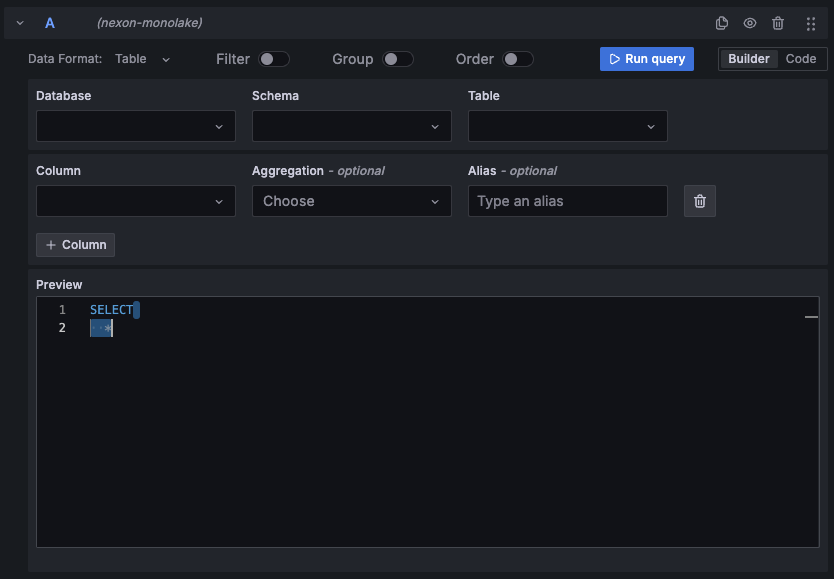 A (nexon-monolake)
Data Format: Table Filter Group Order Run query Builder Code
Database Schema Table
Column Aggregation - optional Alias - optional
Choose Type an alias
+ Column
Preview
1 SELECT
2 *